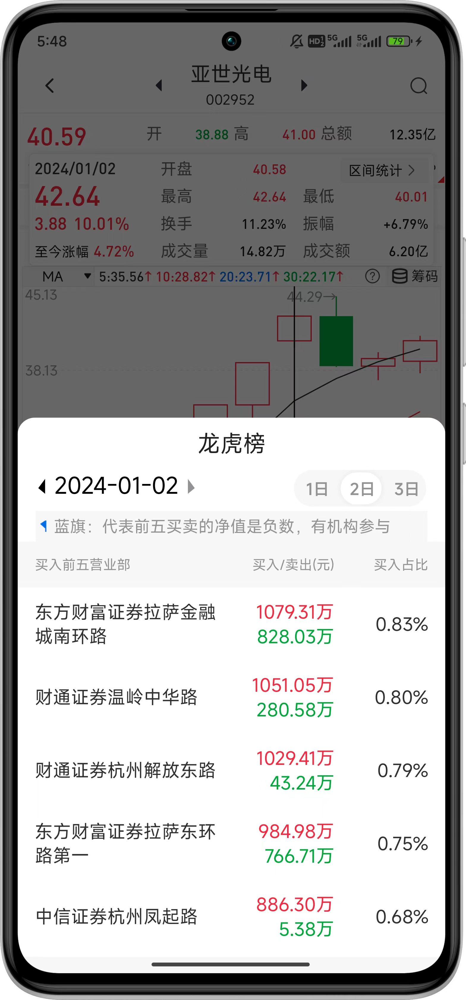 5:48
HD 1 2 5G 5G 79
亚世光电
002952
40.59 开 38.88 高 41.00 总额 12.35亿
2024/01/02 开盘 40.58 区间统计
42.64 最高 42.64 最低 40.01
3.88 10.01% 换手 11.23% 振幅 +6.79%
至今涨幅 4.72% 成交量 14.82万 成交额 6.20亿
MA 5:35.56↑ 10:28.82↑ 20:23.71↑ 30:22.17↑ ? 筹码
45.13
44.29→
38.13
龙虎榜
2024-01-02 1日 2日 3日
蓝旗：代表前五买卖的净值是负数，有机构参与
买入前五营业部 买入/卖出(元) 买入占比
东方财富证券拉萨金融
城南环路
1079.31万
828.03万
0.83%
财通证券温岭中华路
1051.05万
280.58万
0.80%
财通证券杭州解放东路
1029.41万
43.24万
0.79%
东方财富证券拉萨东环
路第一
984.98万
766.71万
0.75%
中信证券杭州凤起路
886.30万
5.38万
0.68%